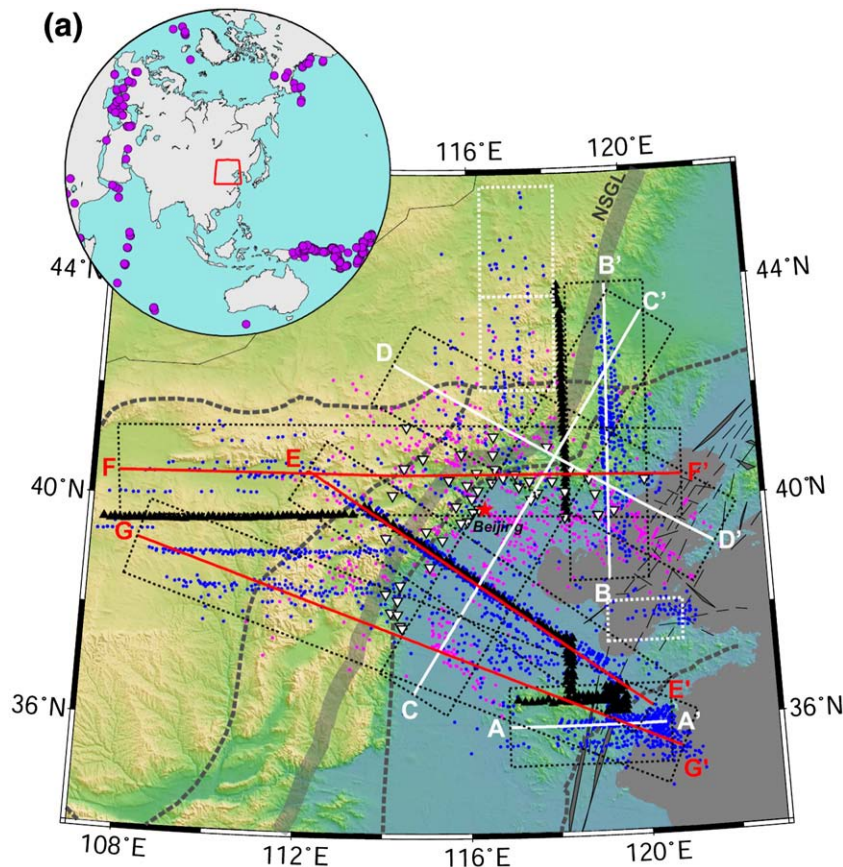 (a)
116°E
120°E
NSGL
B'
44°N
44°N
C'
D
F
E
F'
40°N
40°N
G
Beijing
D'
B
C
E'
36°N
36°N
A
A'
G'
108°E
112°E
116°E
120°E